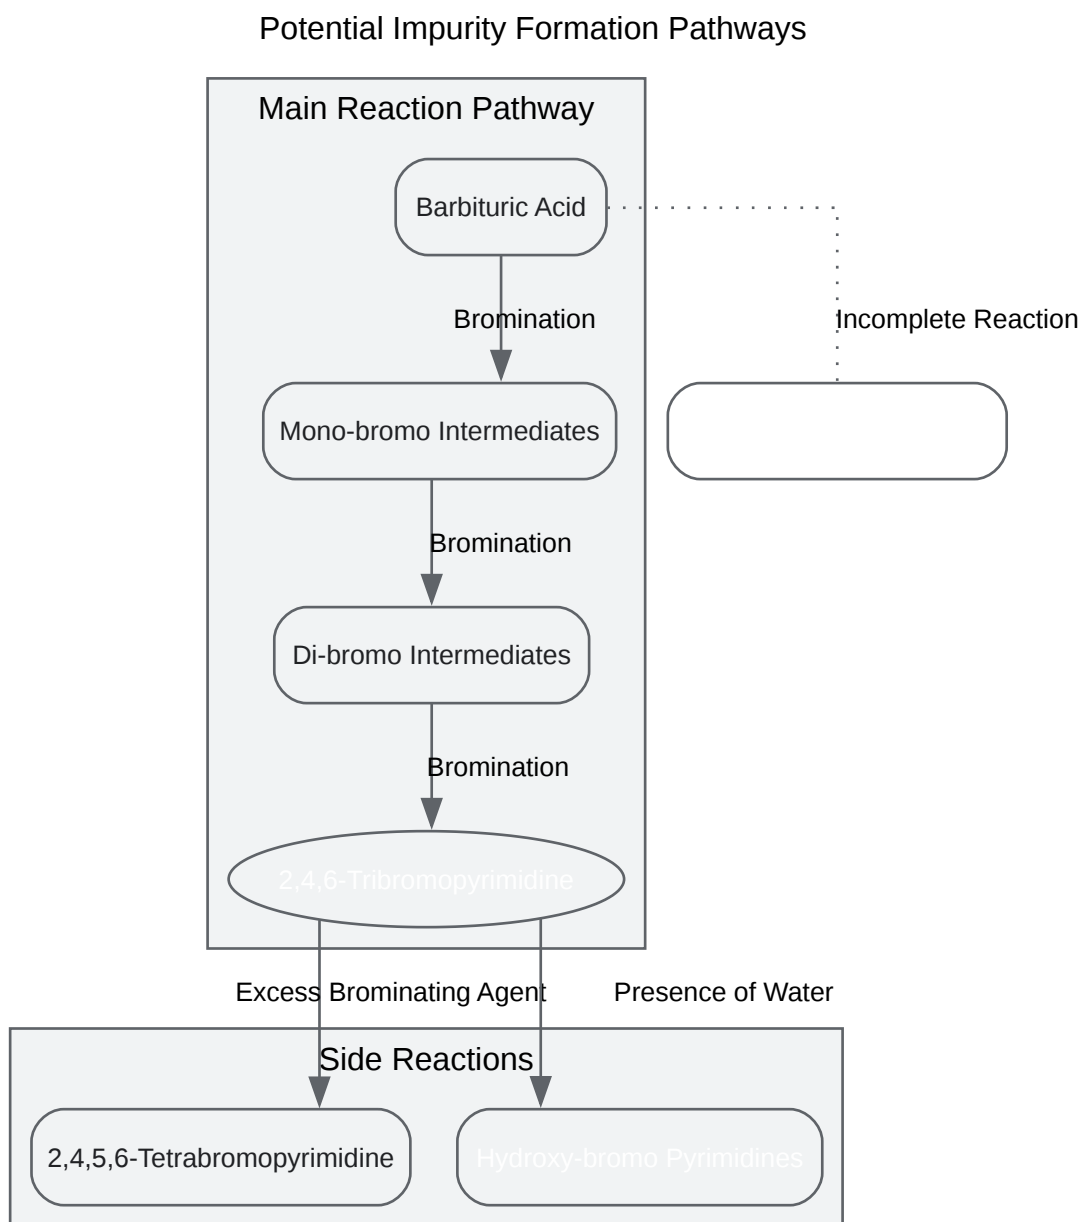 Potential Impurity Formation Pathways
Main Reaction Pathway
Barbituric Acid
Bromination
Incomplete Reaction
Mono-bromo Intermediates
Bromination
Di-bromo Intermediates
Bromination
2,4,6-Tribromopyrimidine
Excess Brominating Agent
Presence of Water
Side Reactions
2,4,5,6-Tetrabromopyrimidine
Hydroxy-bromo Pyrimidines